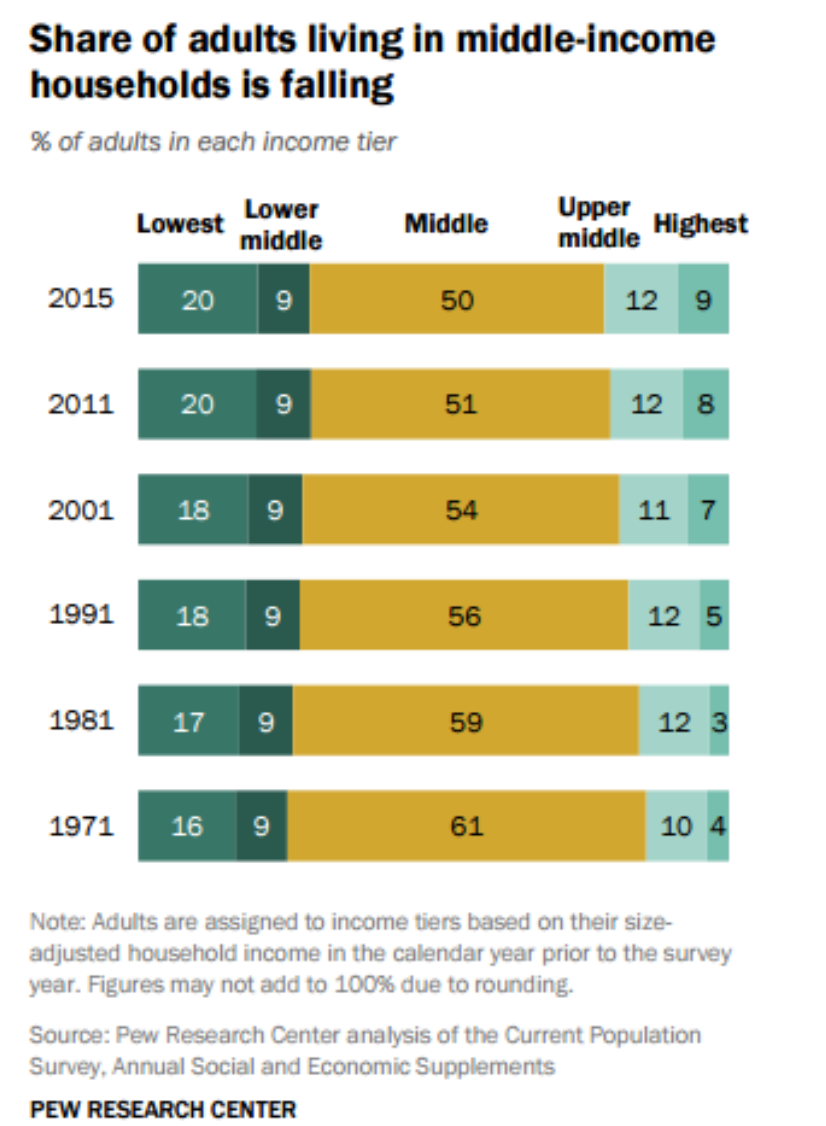 Share of adults living in middle-income
households is falling
% of adults in each income tier
Lowest Lower middle Middle Upper middle Highest
2015 20 9 50 12 9
2011 20 9 51 12 8
2001 18 9 54 11 7
1991 18 9 56 12 5
1981 17 9 59 12 3
1971 16 9 61 10 4
Note: Adults are assigned to income tiers based on their size-
adjusted household income in the calendar year prior to the survey
year. Figures may not add to 100% due to rounding.
Source: Pew Research Center analysis of the Current Population
Survey, Annual Social and Economic Supplements
PEW RESEARCH CENTER